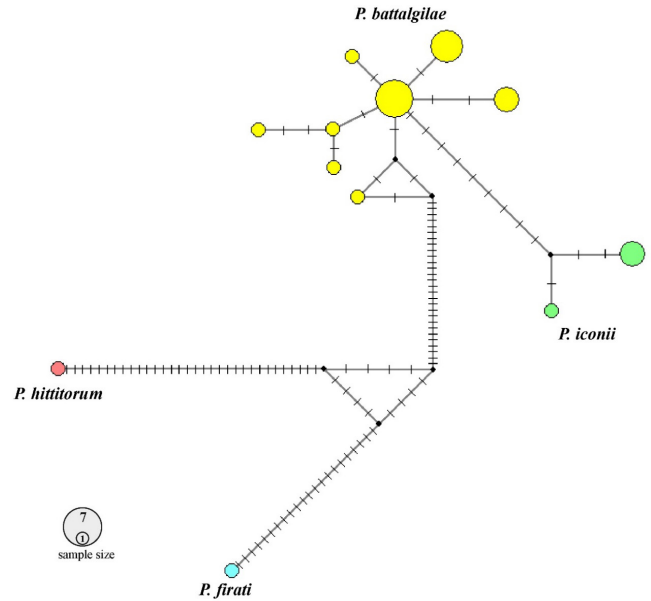 P. battalgilae
P. iconii
P. hittitorum
7
1
sample size
P. firati